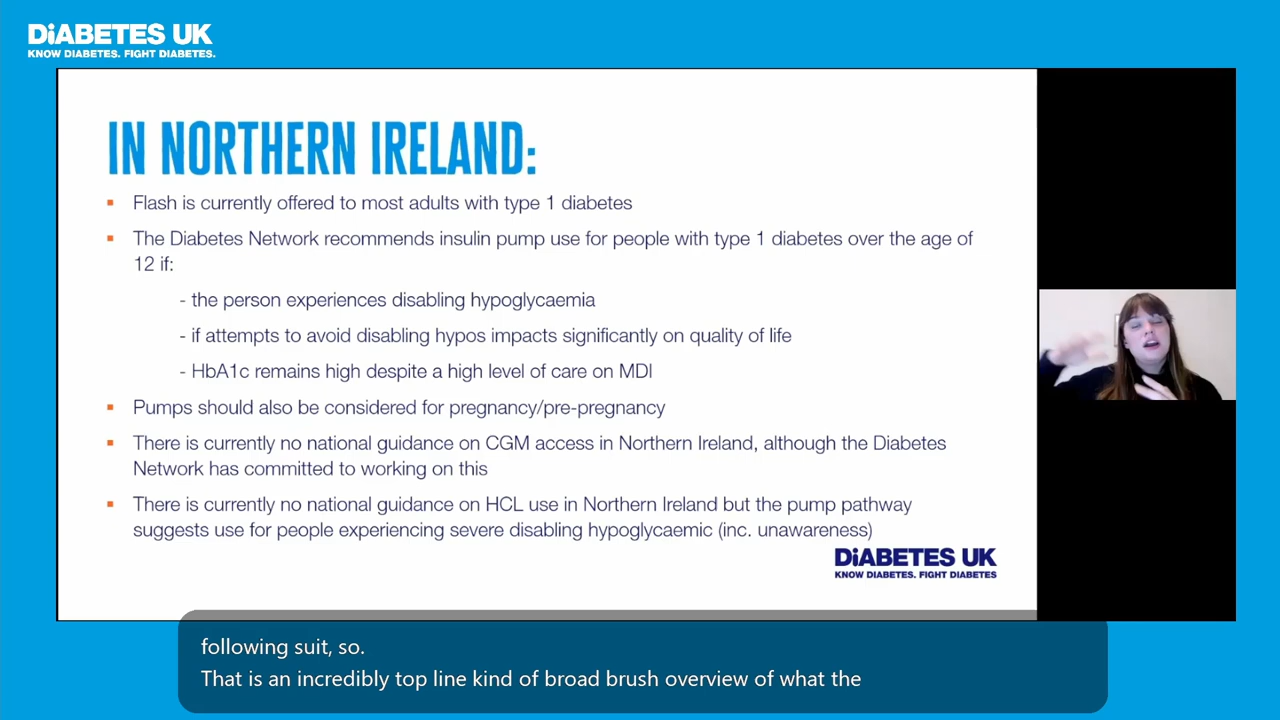 DiABETES UK
KNOW DIABETES. FIGHT DIABETES.
IN NORTHERN IRELAND:
▪ Flash is currently offered to most adults with type 1 diabetes
▪ The Diabetes Network recommends insulin pump use for people with type 1 diabetes over the age of
12 if:
- the person experiences disabling hypoglycaemia
- if attempts to avoid disabling hypos impacts significantly on quality of life
- HbA1c remains high despite a high level of care on MDI
▪ Pumps should also be considered for pregnancy/pre-pregnancy
▪ There is currently no national guidance on CGM access in Northern Ireland, although the Diabetes
Network has committed to working on this
▪ There is currently no national guidance on HCL use in Northern Ireland but the pump pathway
suggests use for people experiencing severe disabling hypoglycaemic (inc. unawareness)
DiABETES UK
KNOW DIABETES. FIGHT DIABETES
following suit, so.
That is an incredibly top line kind of broad brush overview of what the